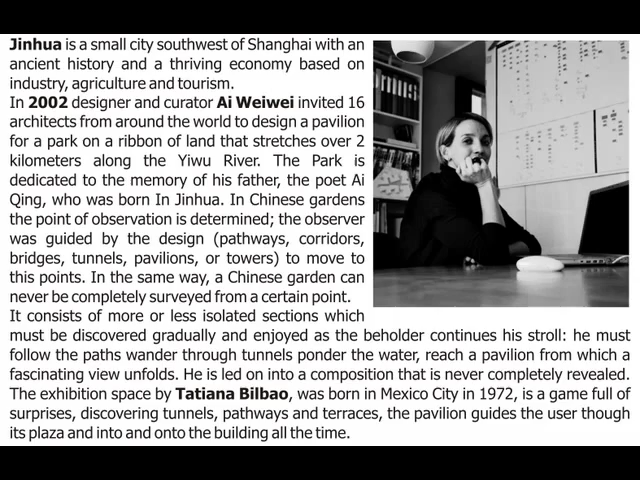 Jinhua is a small city southwest of Shanghai with an
ancient history and a thriving economy based on
industry, agriculture and tourism.
In 2002 designer and curator Ai Weiwei invited 16
architects from around the world to design a pavilion
for a park on a ribbon of land that stretches over 2
kilometers along the Yiwu River. The Park is
dedicated to the memory of his father, the poet Ai
Qing, who was born In Jinhua. In Chinese gardens
the point of observation is determined; the observer
was guided by the design (pathways, corridors,
bridges, tunnels, pavilions, or towers) to move to
this points. In the same way, a Chinese garden can
never be completely surveyed from a certain point.
It consists of more or less isolated sections which
must be discovered gradually and enjoyed as the beholder continues his stroll: he must
follow the paths wander through tunnels ponder the water, reach a pavilion from which a
fascinating view unfolds. He is led on into a composition that is never completely revealed.
The exhibition space by Tatiana Bilbao, was born in Mexico City in 1972, is a game full of
surprises, discovering tunnels, pathways and terraces, the pavilion guides the user though
its plaza and into and onto the building all the time.